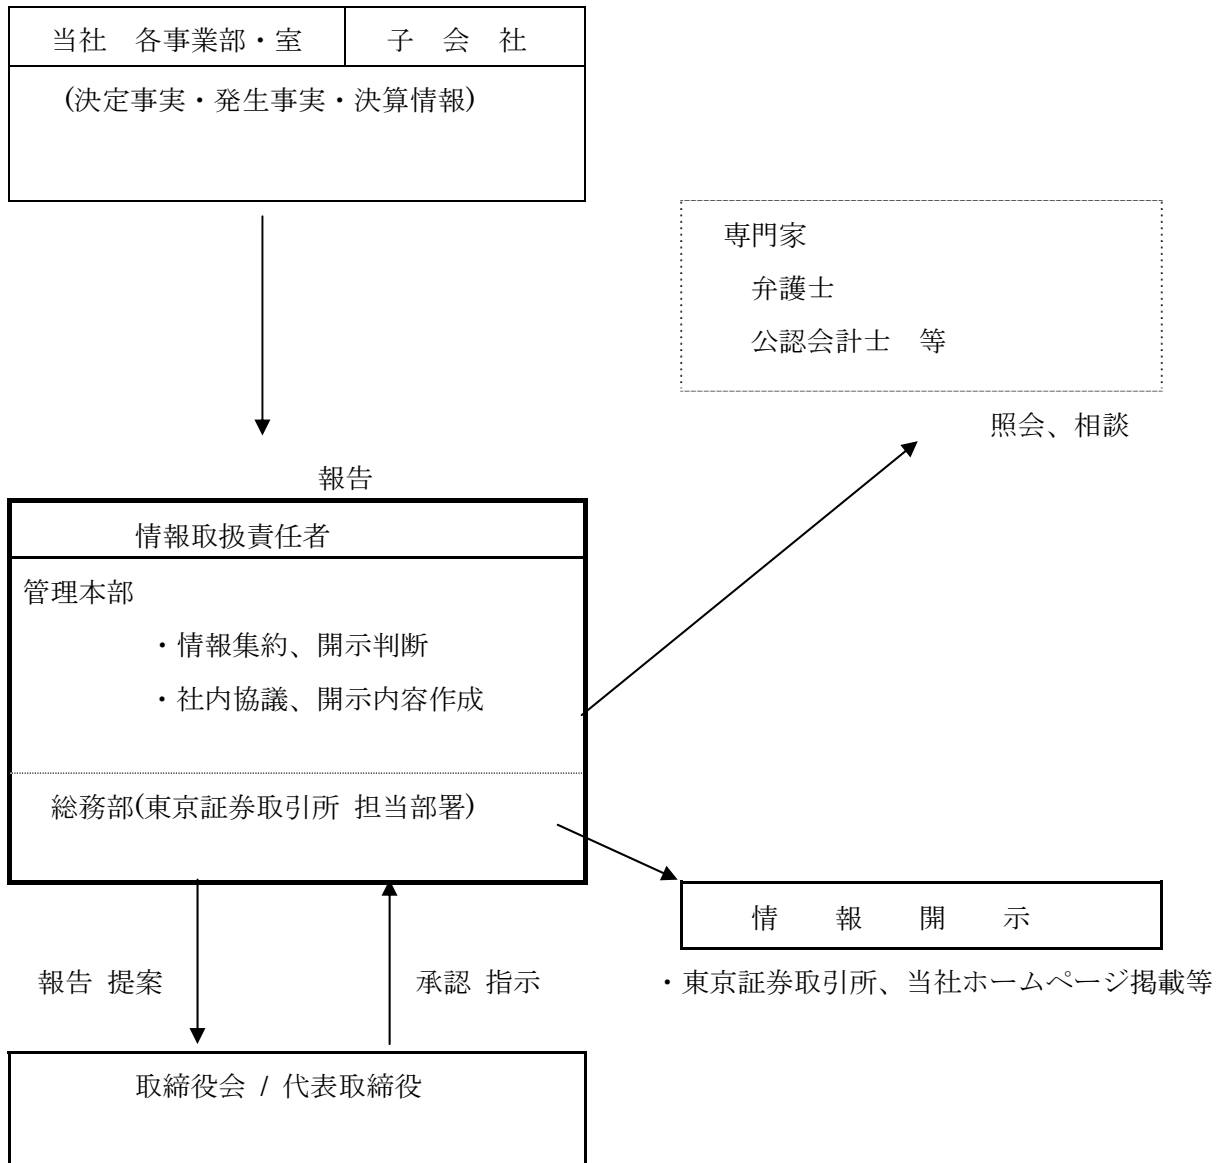 当社　各事業部・室
子　会　社
(決定事実・発生事実・決算情報)
専門家
弁護士
公認会計士　等
照会、相談
報告
情報取扱責任者
管理本部
・情報集約、開示判断
・社内協議、開示内容作成
総務部(東京証券取引所 担当部署)
情　　報　　開　　示
報告 提案
承認 指示
・東京証券取引所、当社ホームページ掲載等
取締役会 / 代表取締役